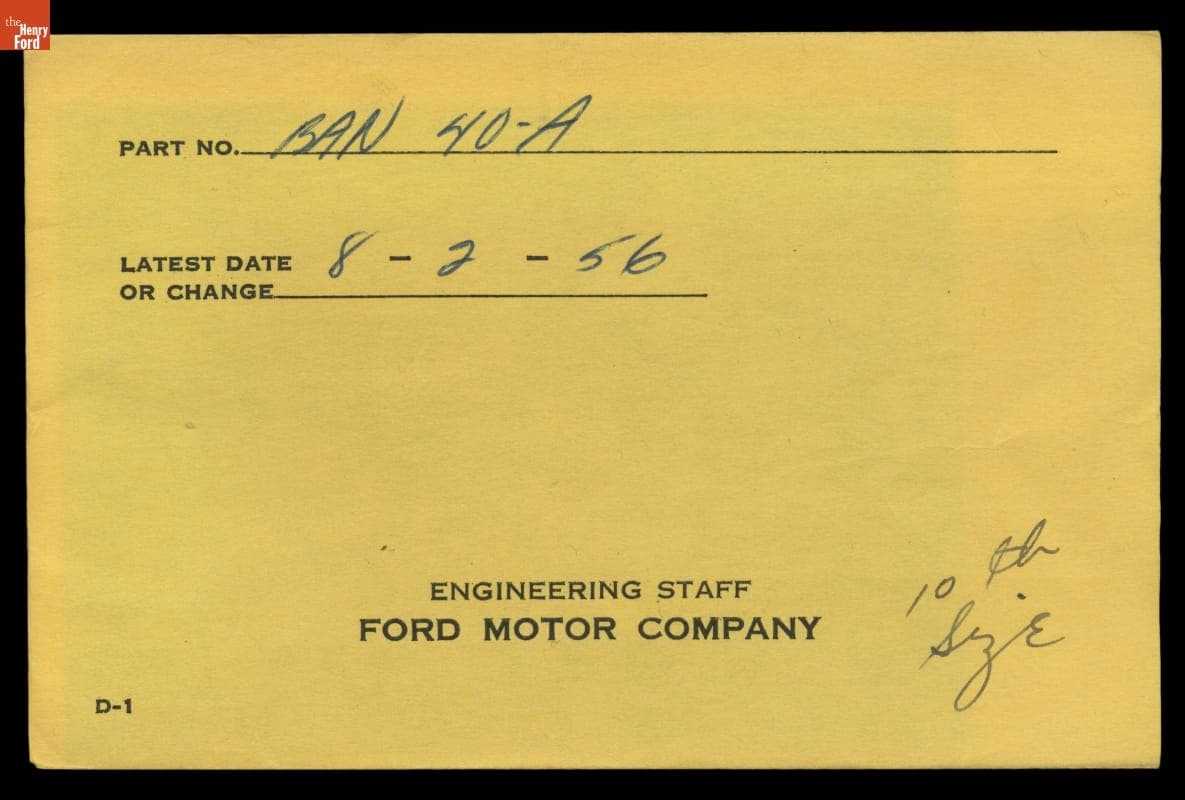 the
Henry
Ford
PART NO. BAN 40-A
LATEST DATE 8 - 2 - 56
OR CHANGE
10 th
Size
ENGINEERING STAFF
FORD MOTOR COMPANY
D-1